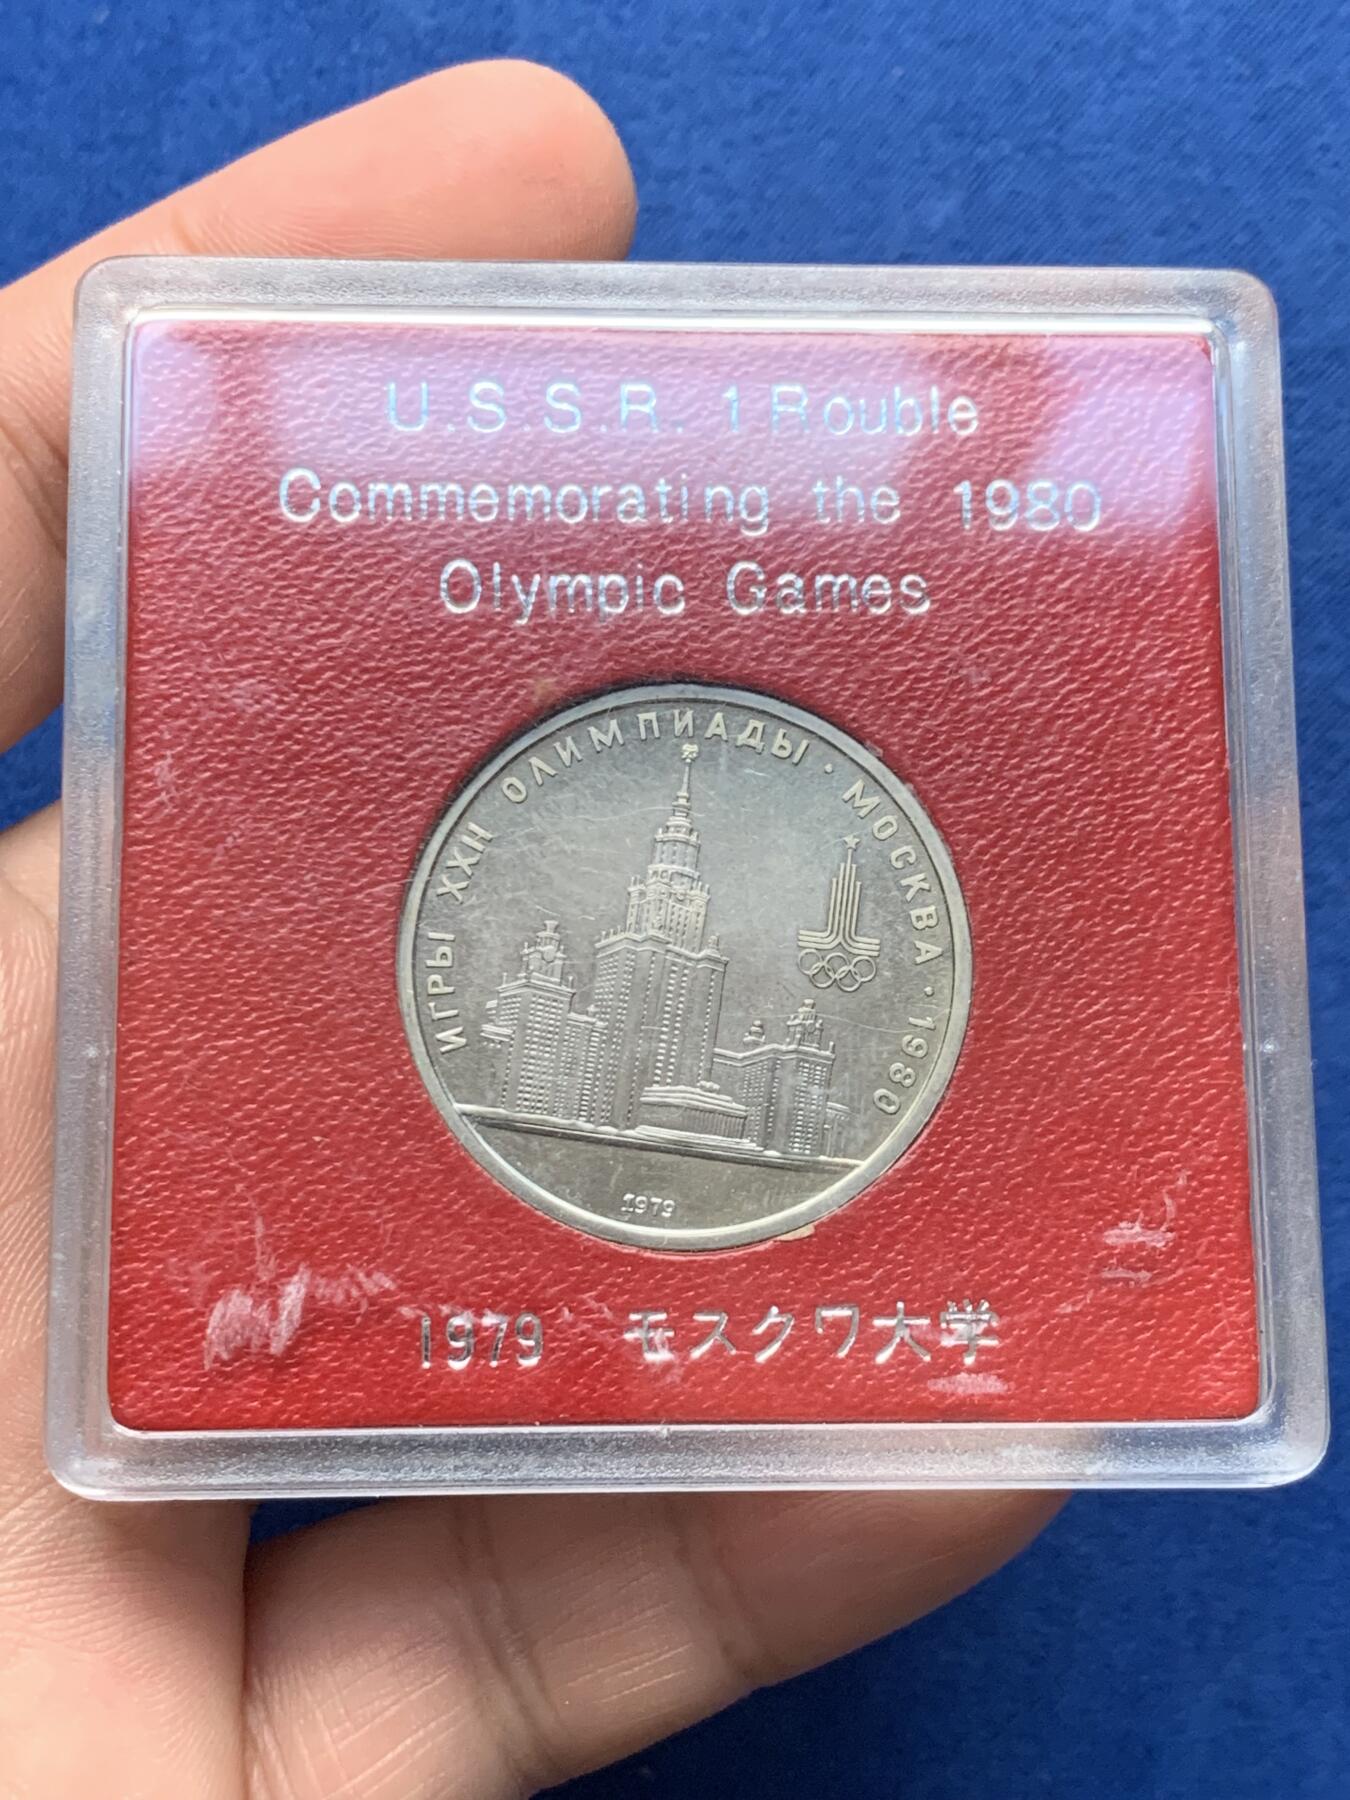 U.S.S.R. 1 Rouble
Commemorating the 1980
Olympic Games
ИГРЫ XXII ОЛИМПИАДЫ · МОСКВА · 1980
1979
1979 モスクワ大学